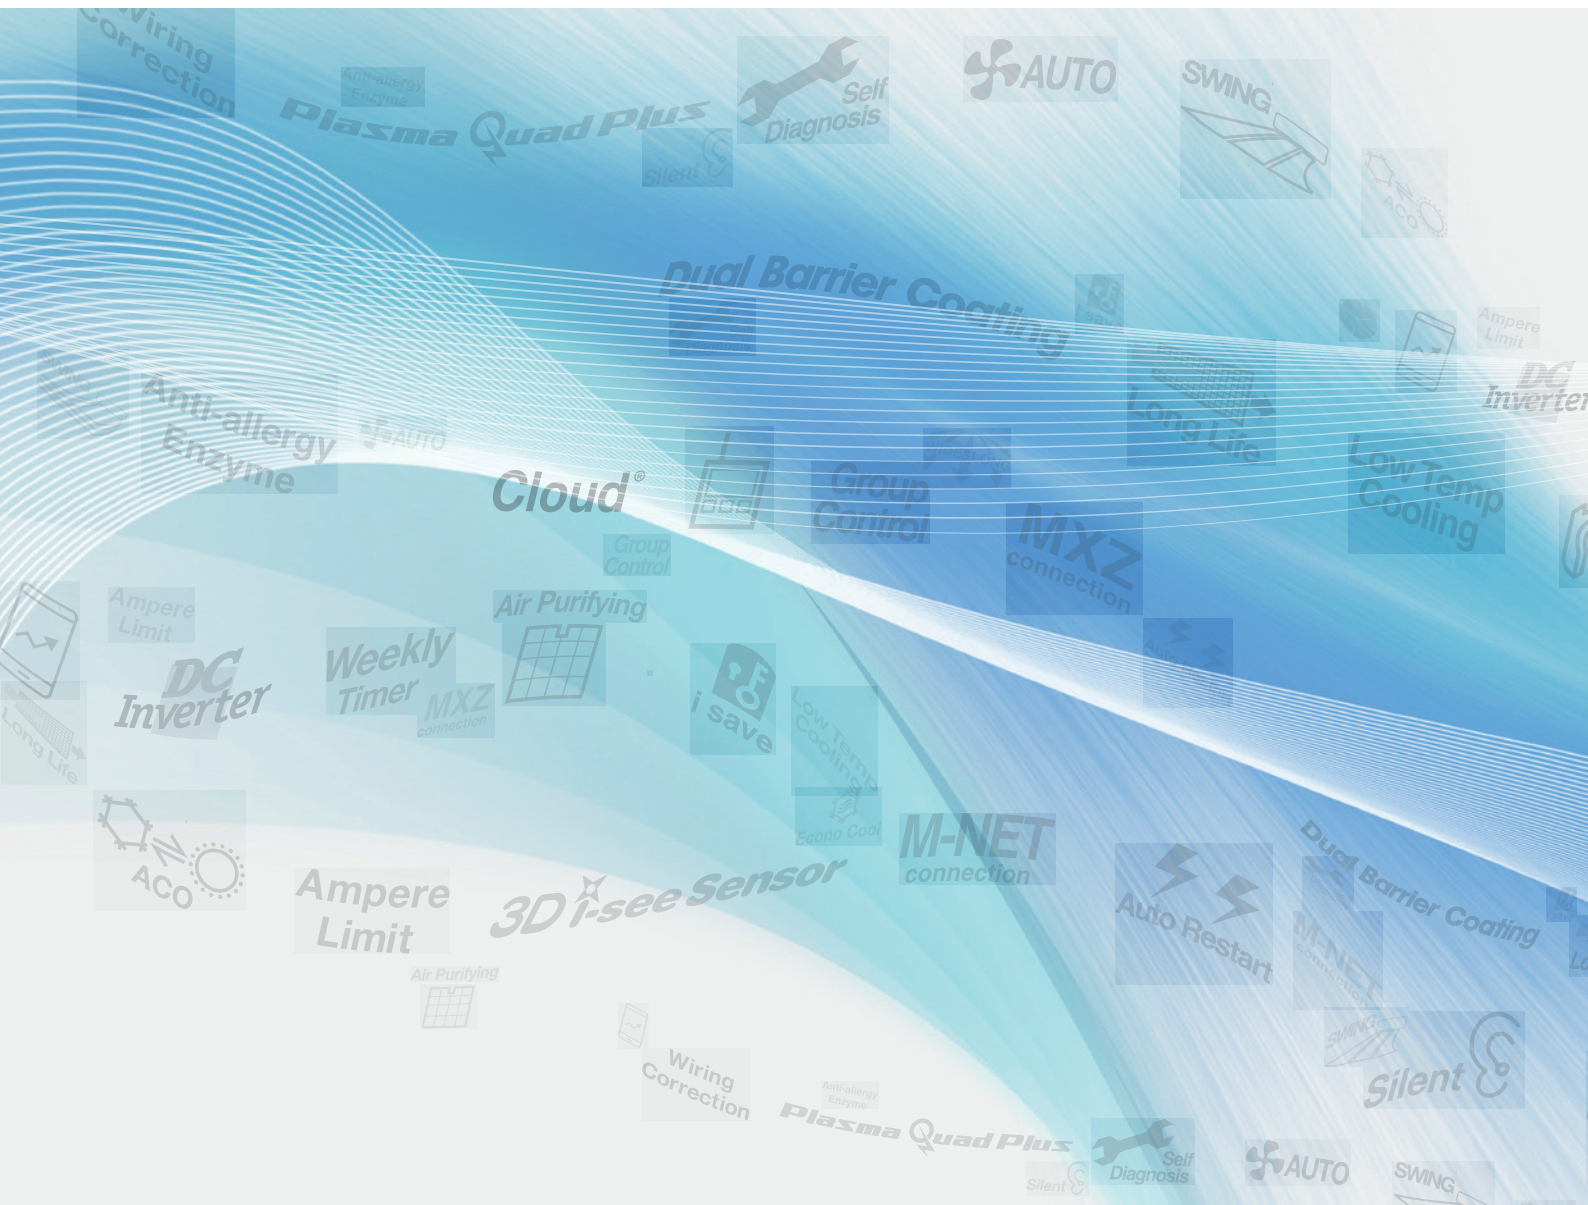 Wiring
Correction
Anti-allergy
Enzyme
Plasma Quad Plus
Self
Diagnosis
Silent
AUTO
SWING
ACO
Dual Barrier Coating
i save
Ampere
Limit
DC
Inverter
SWING
Anti-allergy
Enzyme
AUTO
Long Life
Low Temp
Cooling
Cloud®
Group
Control
MXZ
connection
Group
Control
Air Purifying
Ampere
Limit
Weekly
Timer
DC
Inverter
MXZ
connection
i save
Long Life
Low Temp
Cooling
Econo Cool
ACO
M-NET
connection
Ampere
Limit
3D i-see Sensor
Auto Restart
Dual Barrier Coating
M-NET
connection
Air Purifying
SWING
Silent
Wiring
Correction
Anti-allergy
Enzyme
Plasma Quad Plus
Self
Diagnosis
Silent
AUTO
SWING